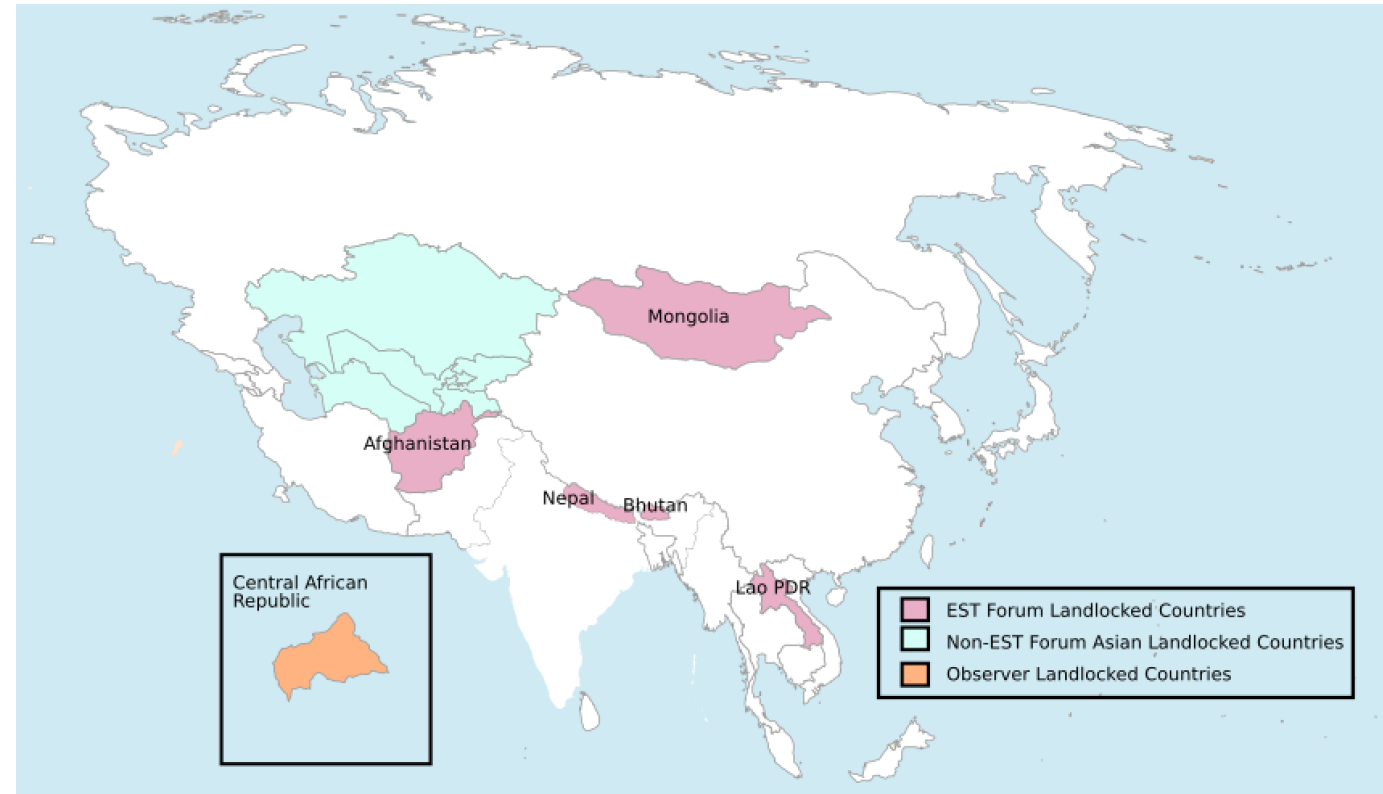 Mongolia
Afghanistan
Nepal
Bhutan
Lao PDR
Central African
Republic
EST Forum Landlocked Countries
Non-EST Forum Asian Landlocked Countries
Observer Landlocked Countries